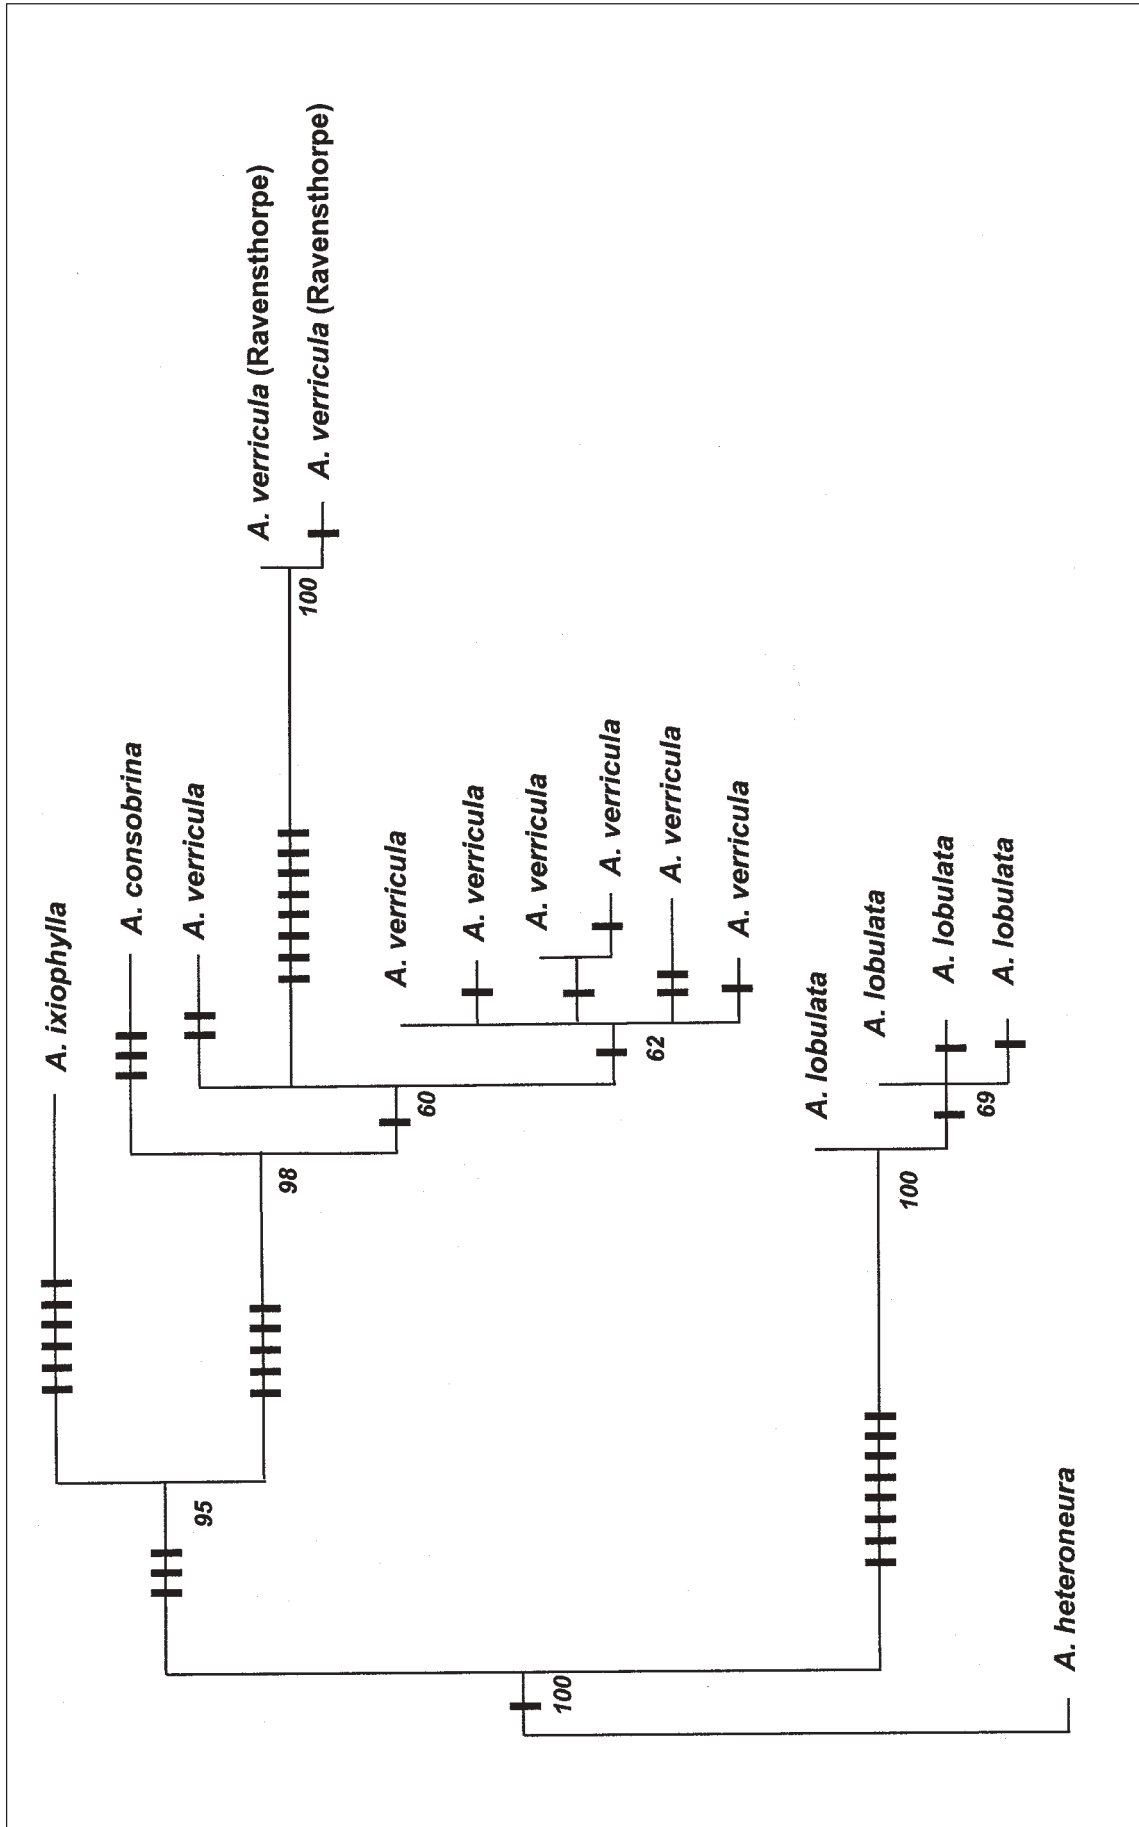 A. ixiophylla
A. consobrina
A. verricula
A. verricula (Ravensthorpe)
A. verricula (Ravensthorpe)
100
A. verricula
A. verricula
A. verricula
A. verricula
A. verricula
A. verricula
62
60
98
95
A. lobulata
A. lobulata
A. lobulata
A. lobulata
69
100
100
A. heteroneura